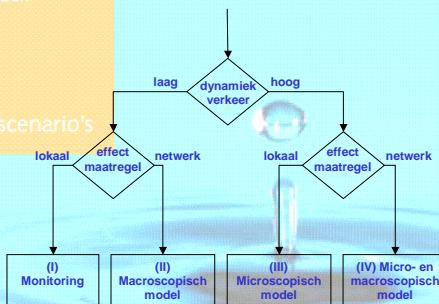 laag
dynamiek
verkeer
hoog
scenario's
lokaal
effect
maatregel
netwerk
lokaal
effect
maatregel
netwerk
(I)
Monitoring
(II)
Macroscopisch
model
(III)
Microscopisch
model
(IV) Micro- en
macroscopisch
model